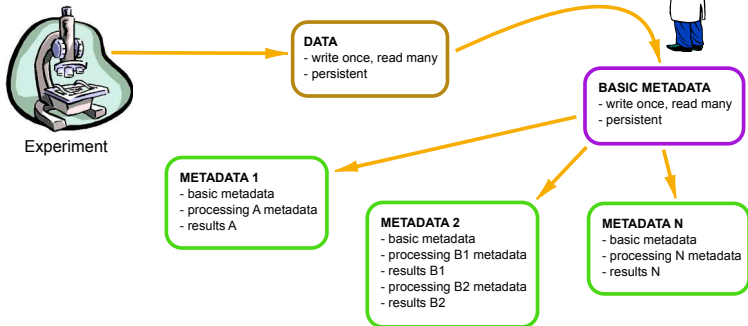 DATA
- write once, read many
- persistent
BASIC METADATA
- write once, read many
- persistent
Experiment
METADATA 1
- basic metadata
- processing A metadata
- results A
METADATA 2
- basic metadata
- processing B1 metadata
- results B1
- processing B2 metadata
- results B2
METADATA N
- basic metadata
- processing N metadata
- results N